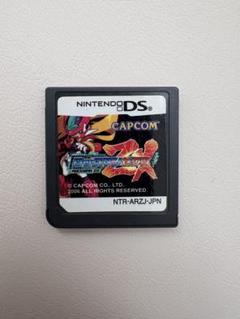 NINTENDO DS
CAPCOM
ZX
© CAPCOM CO., LTD.
2006 ALL RIGHTS RESERVED.
NTR-ARZJ-JPN